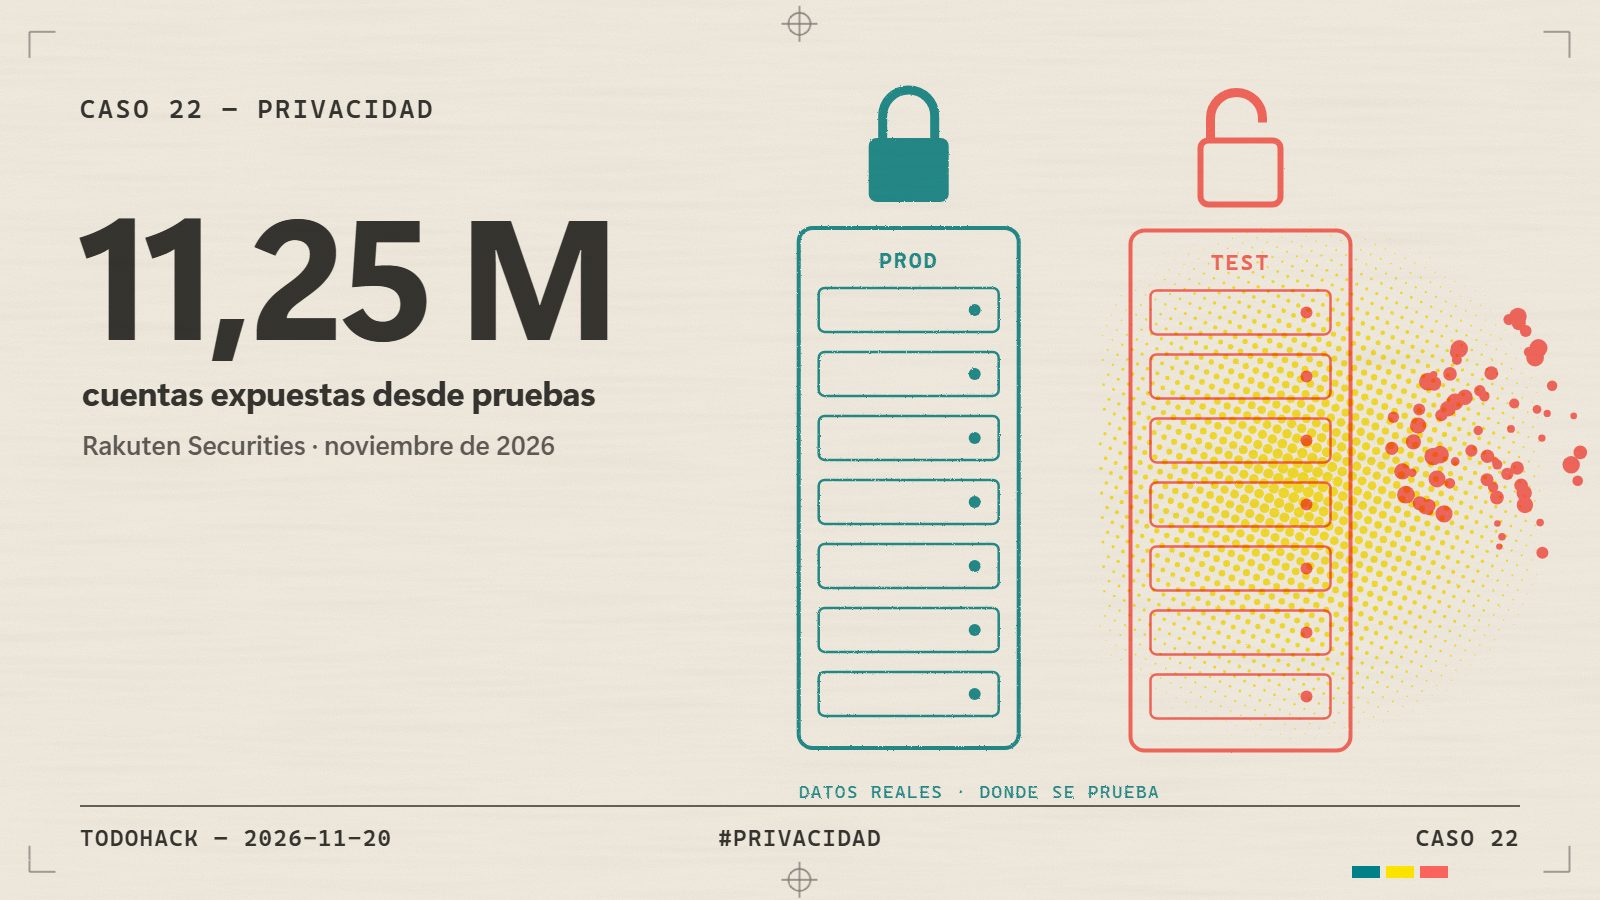 CASO 22 — PRIVACIDAD
11,25 M
cuentas expuestas desde pruebas
Rakuten Securities · noviembre de 2026
PROD
TEST
DATOS REALES · DONDE SE PRUEBA
TODOHACK — 2026-11-20
#PRIVACIDAD
CASO 22